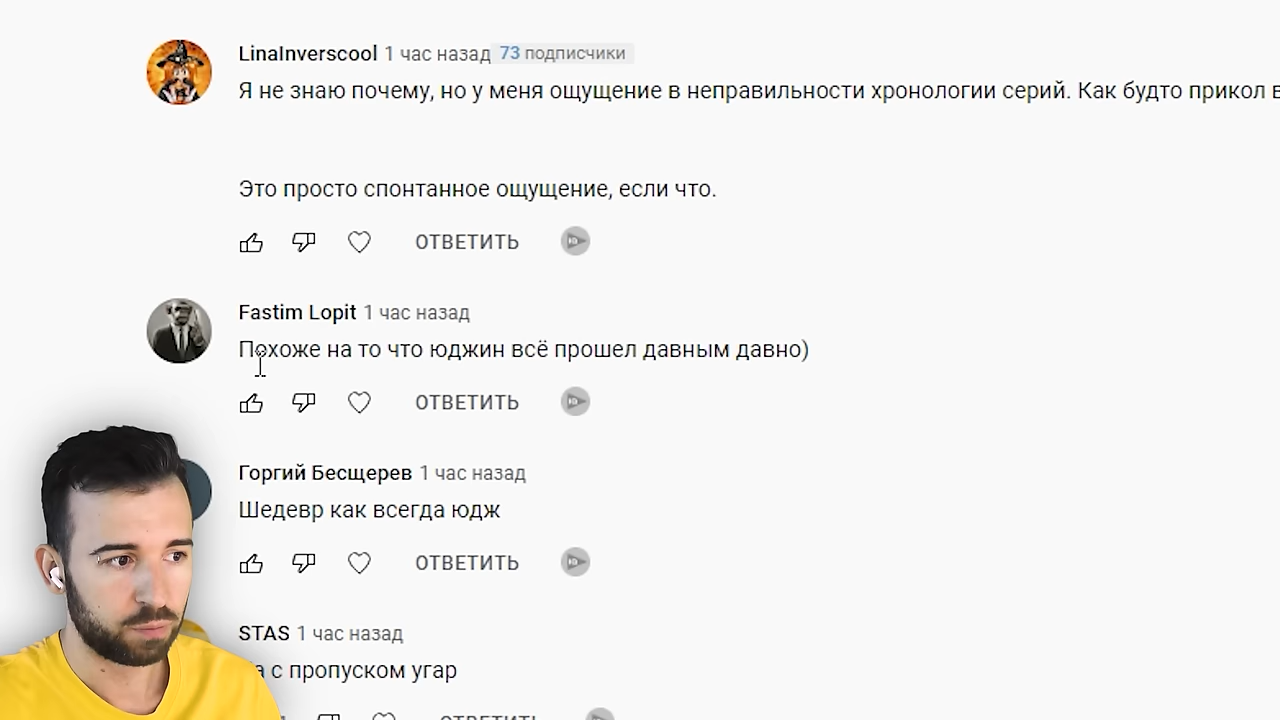 LinaInverscool 1 час назад 73 подписчики
Я не знаю почему, но у меня ощущение в неправильности хронологии серий. Как будто прикол в
Это просто спонтанное ощущение, если что.
ОТВЕТИТЬ
Fastim Lopit 1 час назад
Похоже на то что юджин всё прошел давным давно)
ОТВЕТИТЬ
Горгий Бесщерев 1 час назад
Шедевр как всегда юдж
ОТВЕТИТЬ
STAS 1 час назад
с пропуском угар
ОТВЕТИТЬ